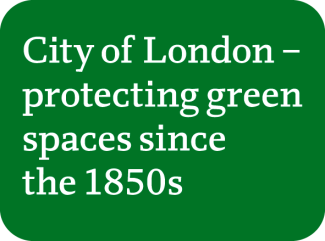 City of London –
protecting green
spaces since
the 1850s